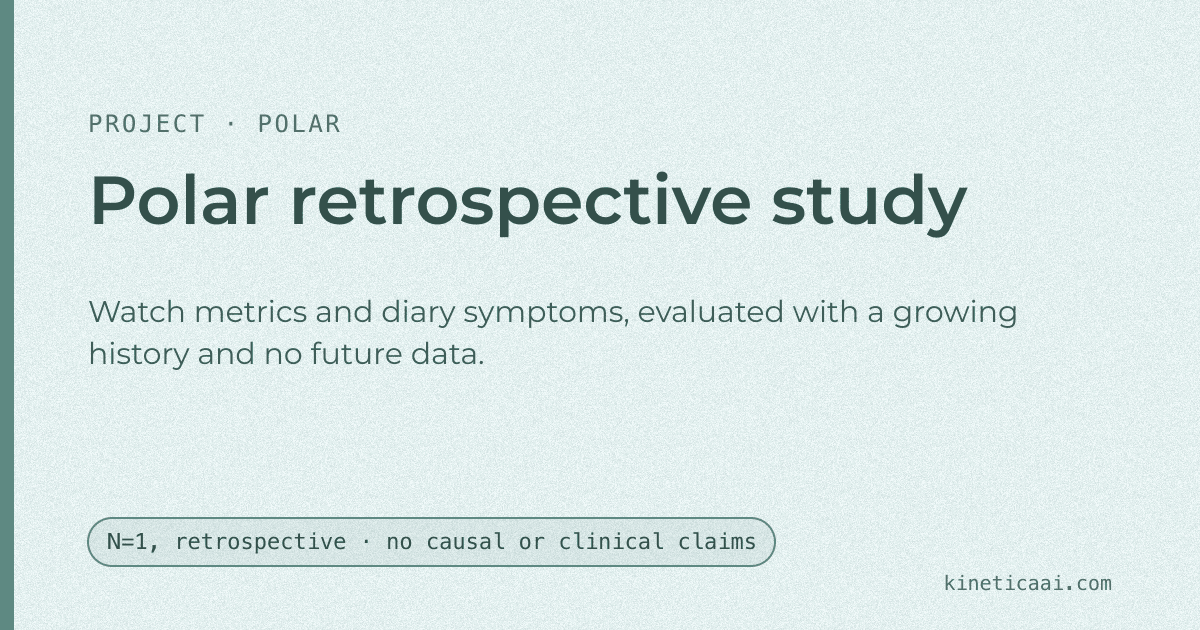 PROJECT · POLAR
Polar retrospective study
Watch metrics and diary symptoms, evaluated with a growing
history and no future data.
N=1, retrospective · no causal or clinical claims
kineticaai.com